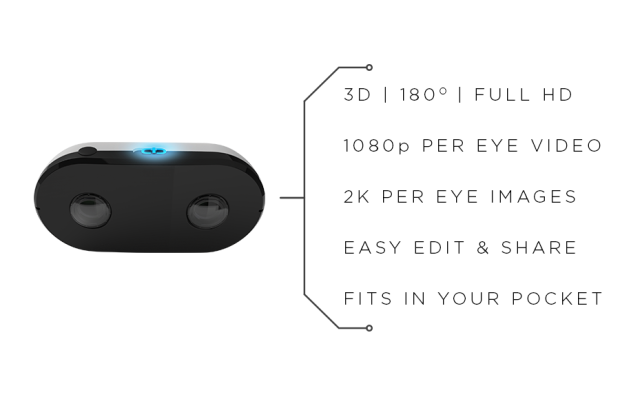 3D | 180° | FULL HD
1080p PER EYE VIDEO
2K PER EYE IMAGES
EASY EDIT & SHARE
FITS IN YOUR POCKET